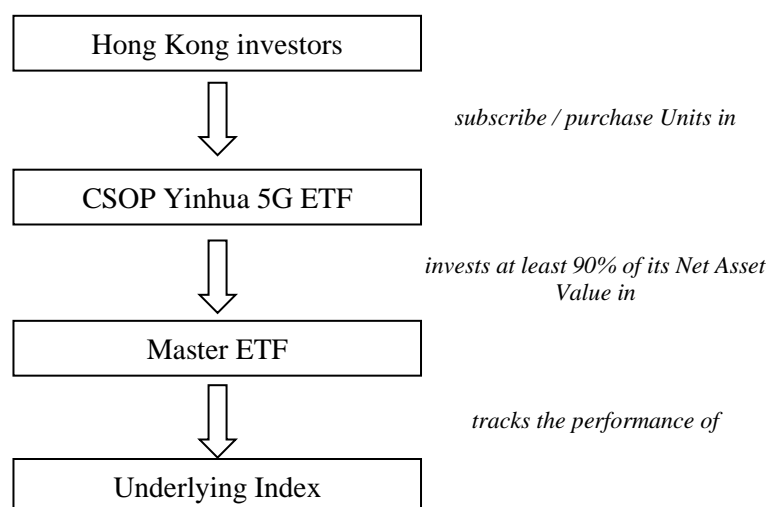 Hong Kong investors
subscribe / purchase Units in
CSOP Yinhua 5G ETF
invests at least 90% of its Net Asset
Value in
Master ETF
tracks the performance of
Underlying Index